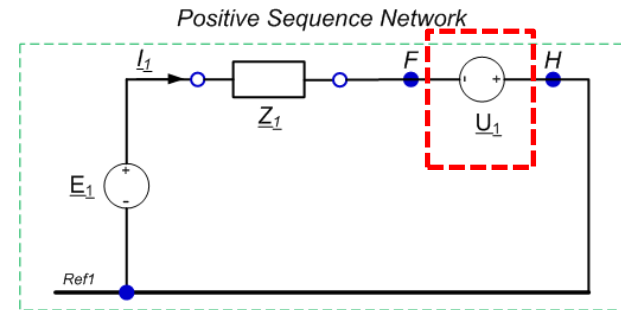 Positive Sequence Network
I1
F
H
Z1
U1
+
-
+
E1
-
Ref1